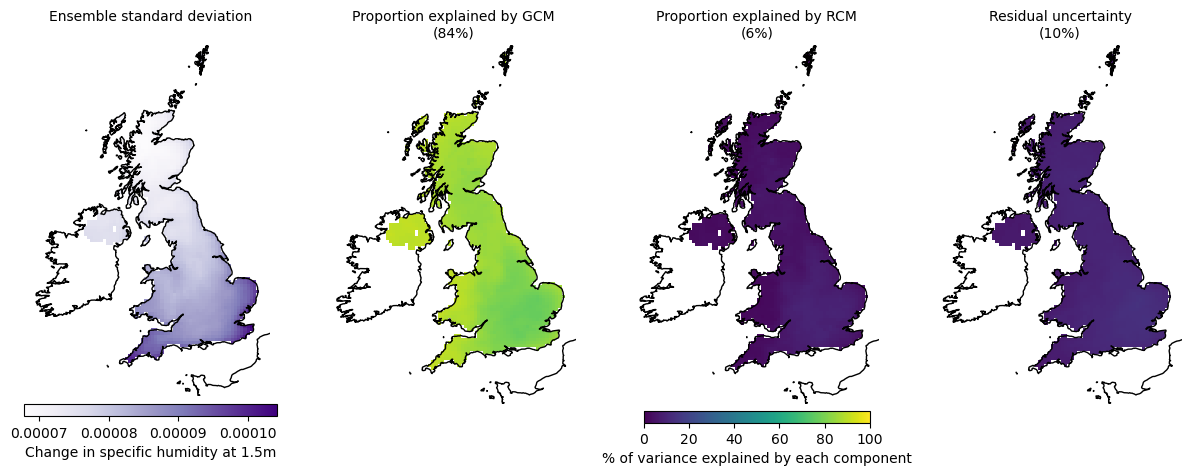 Ensemble standard deviation
Proportion explained by GCM
(84%)
Proportion explained by RCM
(6%)
Residual uncertainty
(10%)
0.00007 0.00008 0.00009 0.00010
Change in specific humidity at 1.5m
0 20 40 60 80 100
% of variance explained by each component